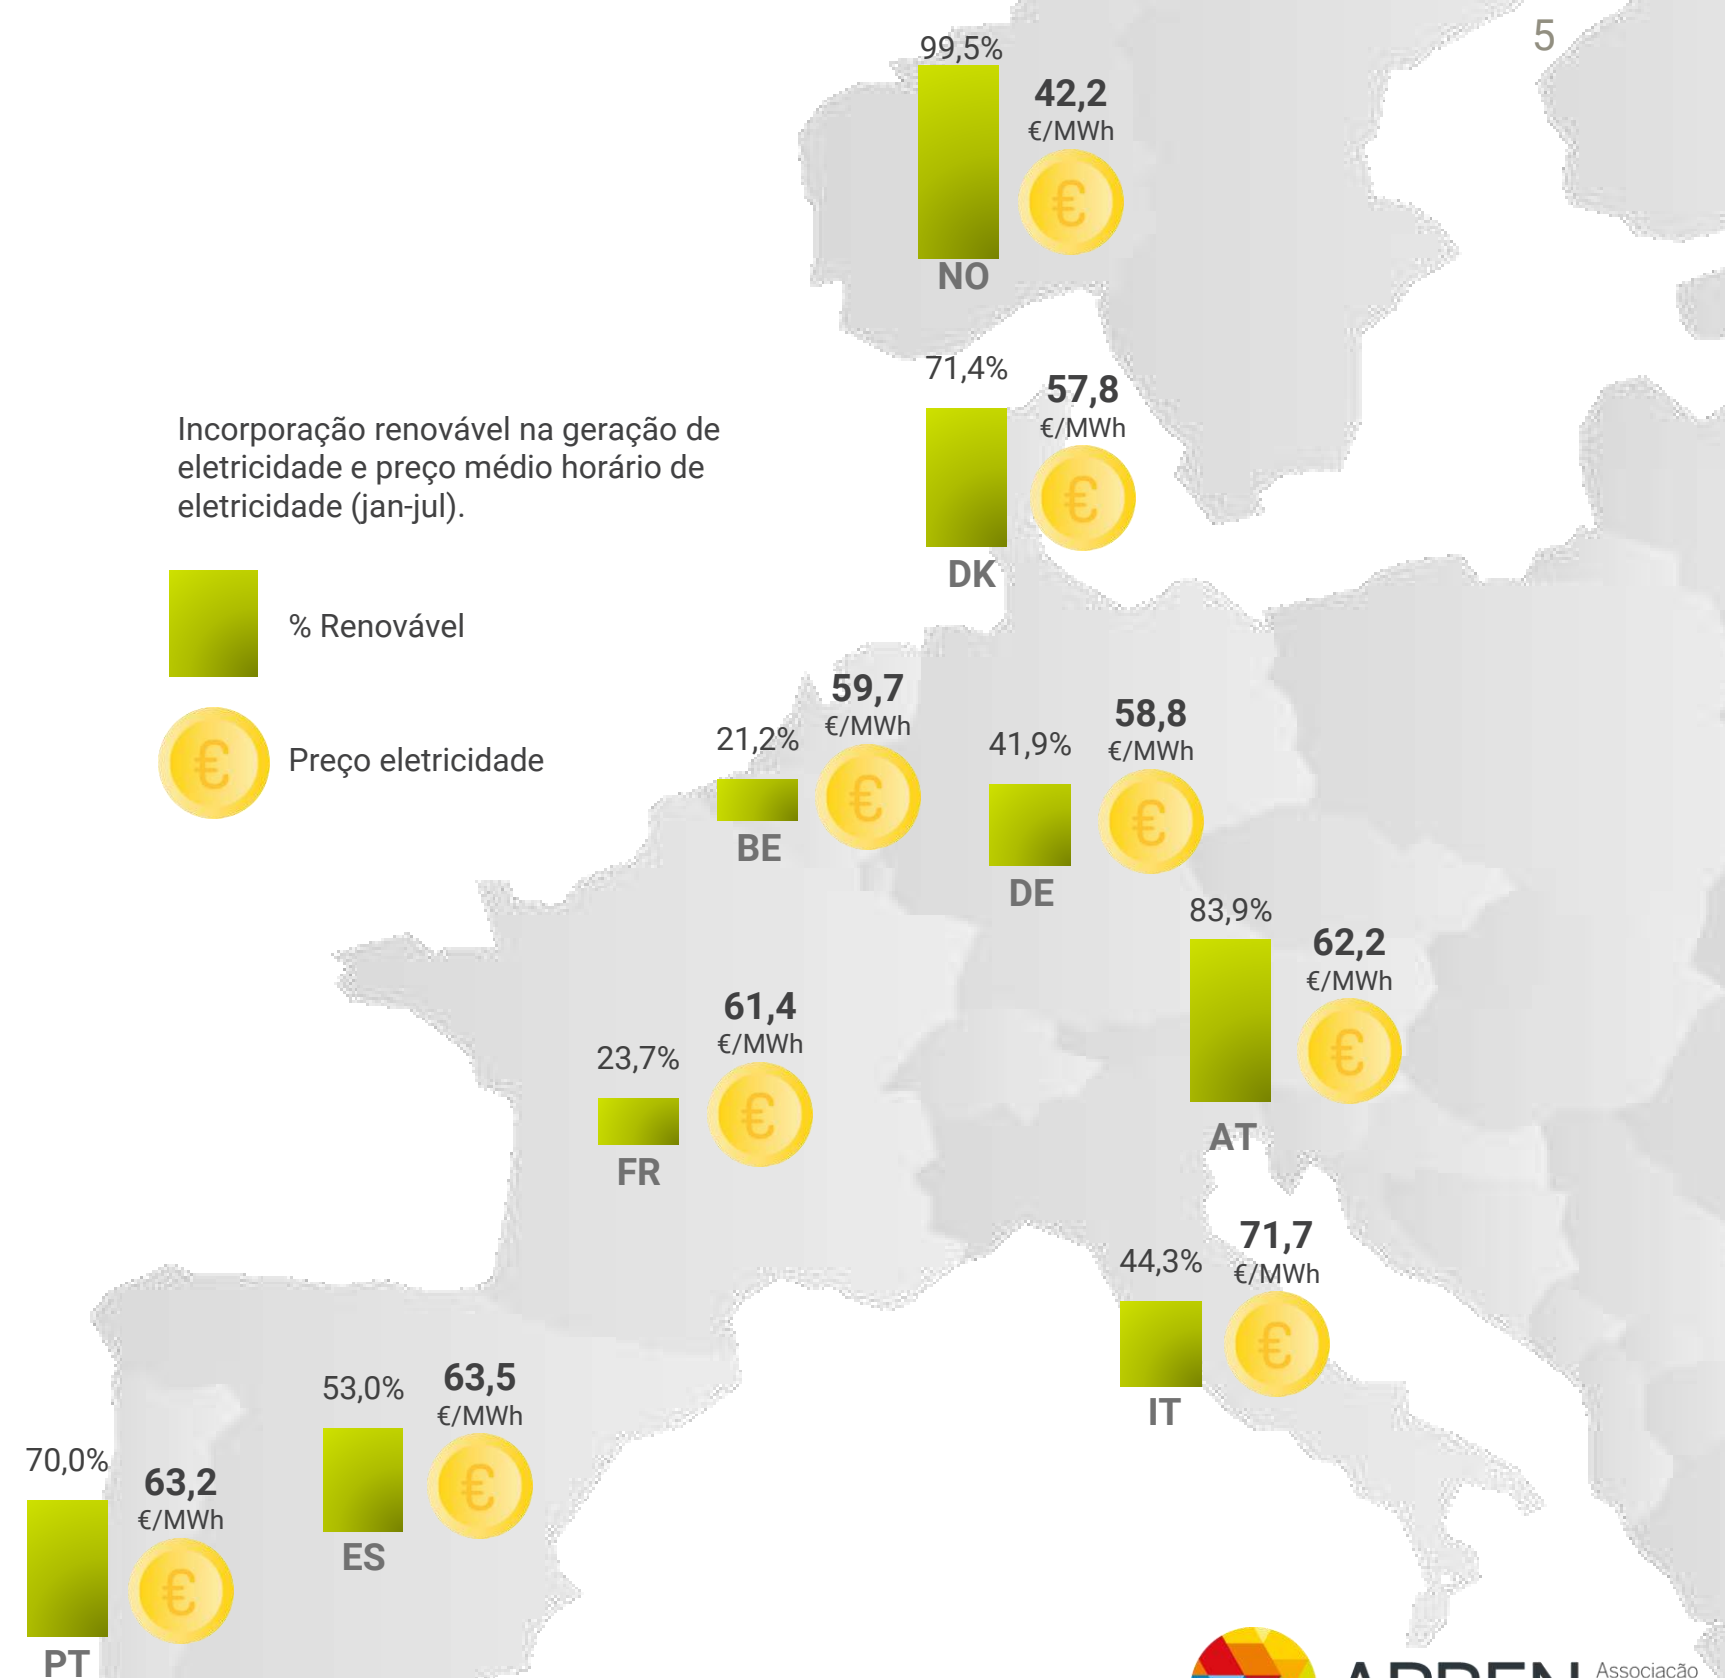 5
99,5%
42,2
€/MWh
€
NO
71,4%
57,8
€/MWh
€
DK
Incorporação renovável na geração de
eletricidade e preço médio horário de
eletricidade (jan-jul).
% Renovável
€
Preço eletricidade
59,7
€/MWh
21,2%
€
BE
58,8
€/MWh
41,9%
€
DE
83,9%
62,2
€/MWh
€
AT
61,4
€/MWh
23,7%
€
FR
71,7
€/MWh
44,3%
€
IT
63,5
€/MWh
53,0%
€
ES
70,0%
63,2
€/MWh
€
PT
Associação